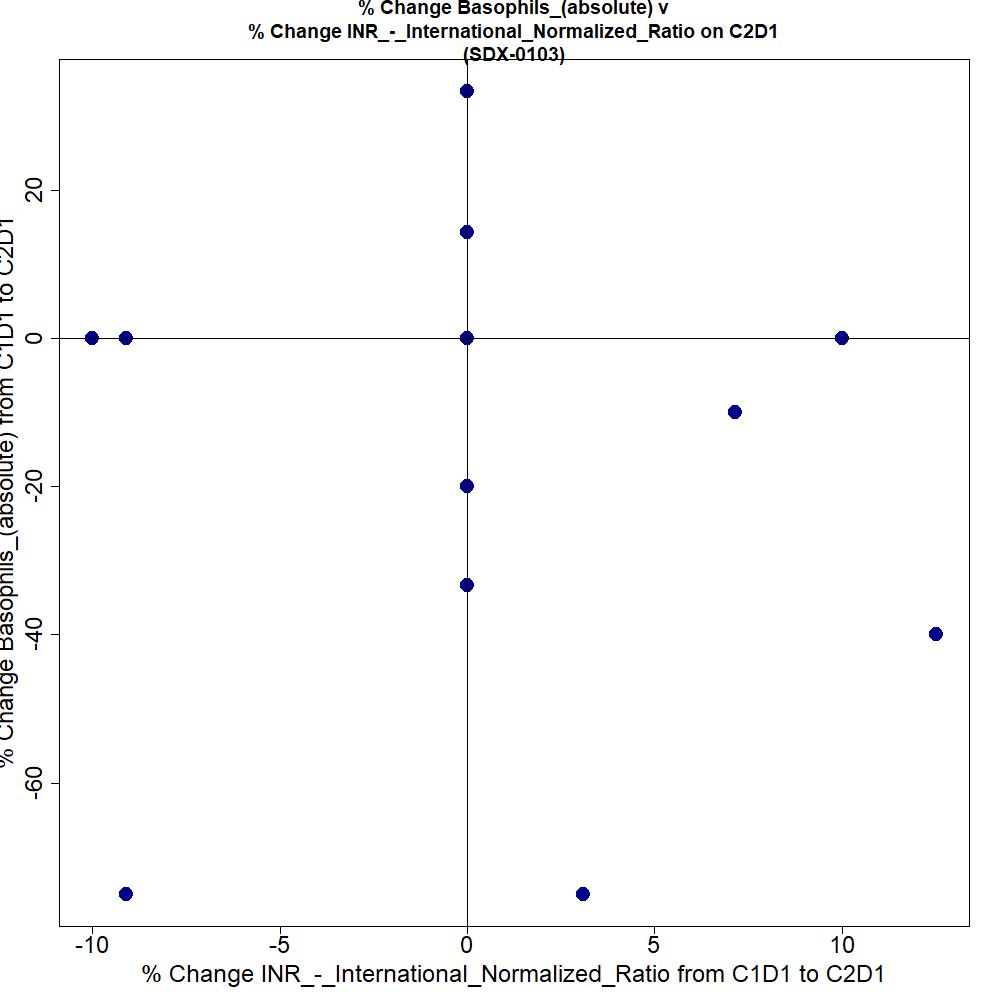 % Change Basophils_(absolute) v
% Change INR_-_International_Normalized_Ratio on C2D1
(SDX-0103)
% Change Basophils_(absolute) from C1D1 to C2D1
20
0
-20
-40
-60
-10
-5
0
5
10
% Change INR_-_International_Normalized_Ratio from C1D1 to C2D1